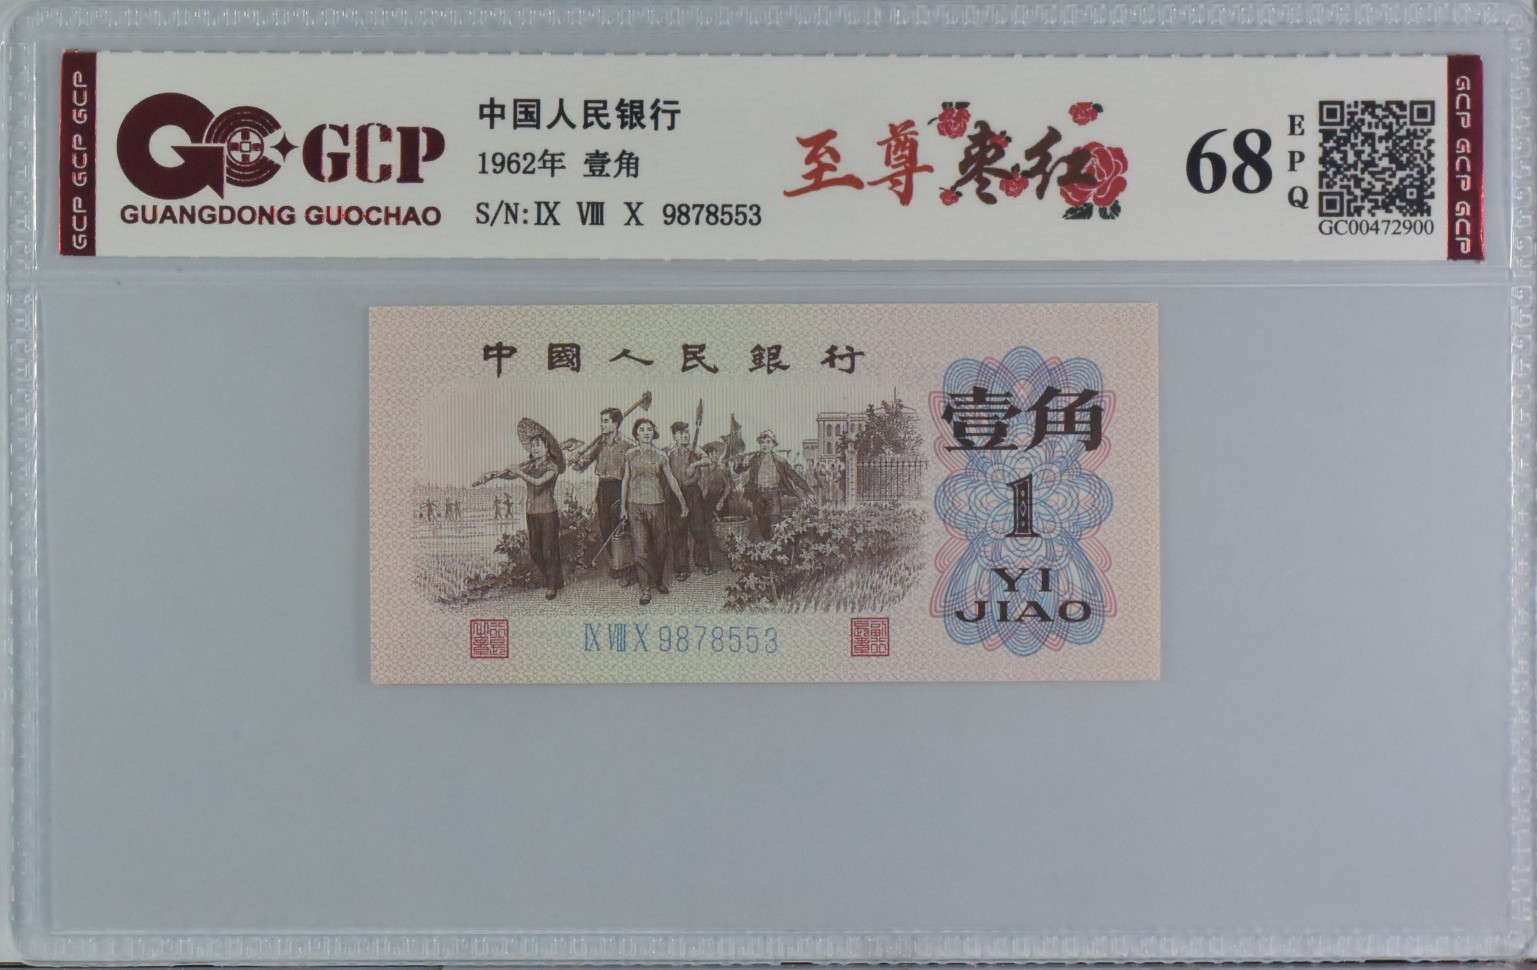 GCP GCP GCP
GCP
GUANGDONG GUOCHAO
中国人民银行
1962年 壹角
S/N:Ⅸ Ⅷ Ⅹ 9878553
至尊枣红
68
EPQ
GC00472900
GCP GCP GCP
中國人民銀行
壹角
1
YI
JIAO
Ⅸ Ⅷ Ⅹ 9878553